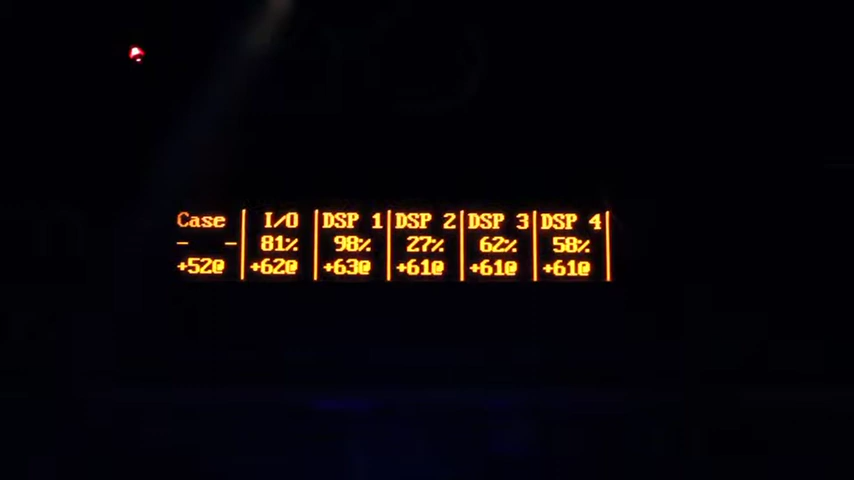 Case | I/O | DSP 1 | DSP 2 | DSP 3 | DSP 4 |
- - | 81% | 98% | 27% | 62% | 58% |
+52@ | +62@ | +63@ | +61@ | +61@ | +61@ |